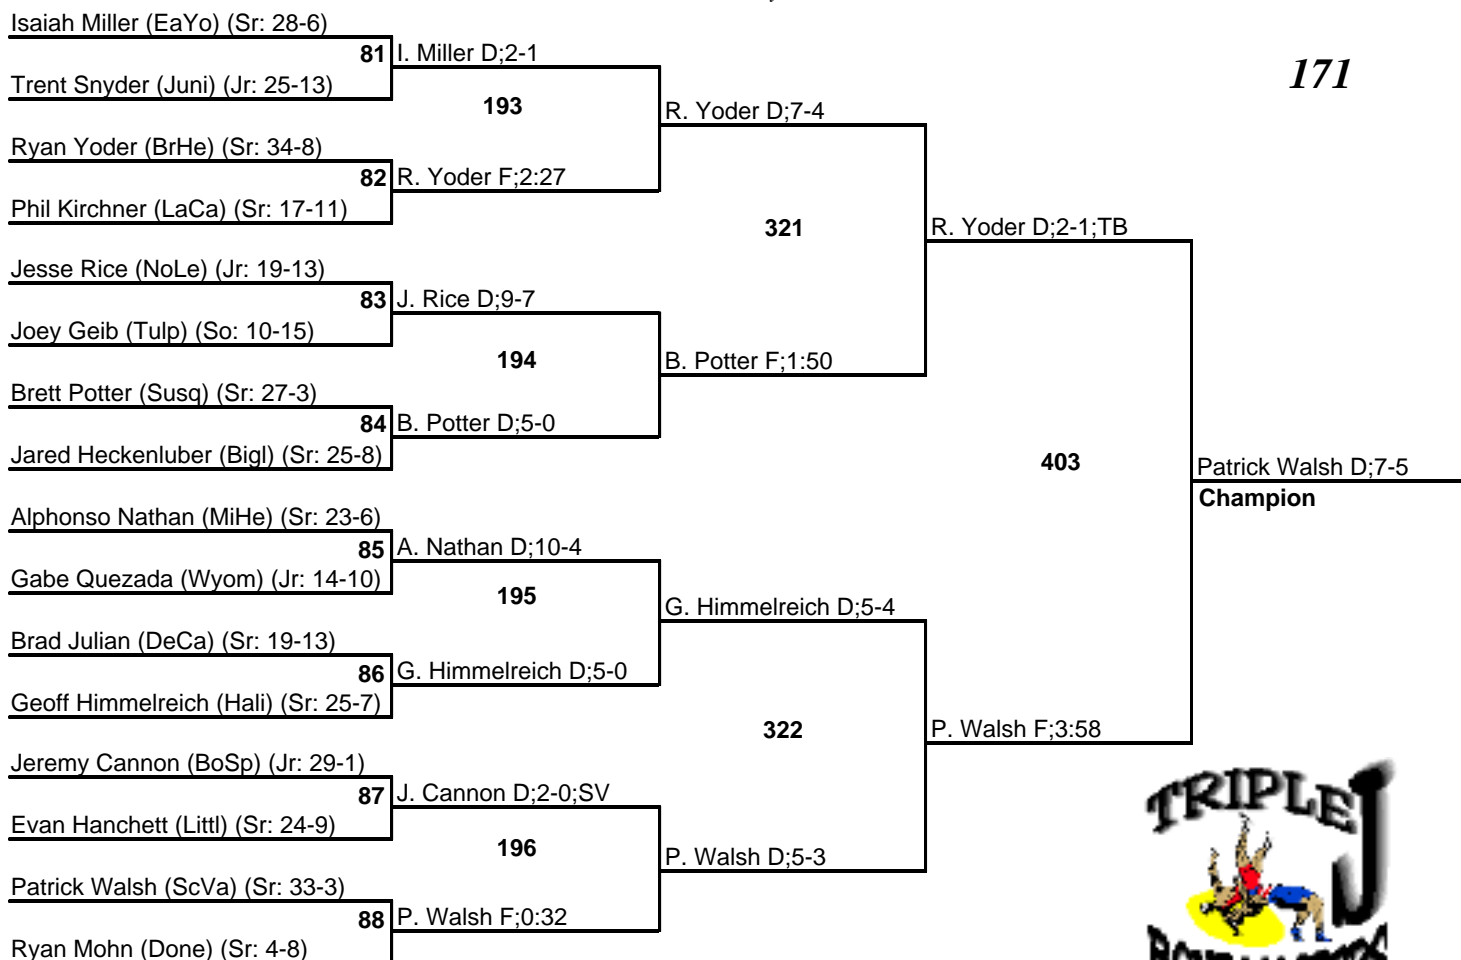 Isaiah Miller (EaYo) (Sr: 28-6)
81 I. Miller D;2-1
171
Trent Snyder (Juni) (Jr: 25-13)
193
R. Yoder D;7-4
Ryan Yoder (BrHe) (Sr: 34-8)
82 R. Yoder F;2:27
Phil Kirchner (LaCa) (Sr: 17-11)
321
R. Yoder D;2-1;TB
Jesse Rice (NoLe) (Jr: 19-13)
83 J. Rice D;9-7
Joey Geib (Tulp) (So: 10-15)
194
B. Potter F;1:50
Brett Potter (Susq) (Sr: 27-3)
84 B. Potter D;5-0
Jared Heckenluber (Bigl) (Sr: 25-8)
403
Patrick Walsh D;7-5
Champion
Alphonso Nathan (MiHe) (Sr: 23-6)
85 A. Nathan D;10-4
Gabe Quezada (Wyom) (Jr: 14-10)
195
G. Himmelreich D;5-4
Brad Julian (DeCa) (Sr: 19-13)
86 G. Himmelreich D;5-0
Geoff Himmelreich (Hali) (Sr: 25-7)
322
P. Walsh F;3:58
Jeremy Cannon (BoSp) (Jr: 29-1)
87 J. Cannon D;2-0;SV
Evan Hanchett (Littl) (Sr: 24-9)
196
P. Walsh D;5-3
Patrick Walsh (ScVa) (Sr: 33-3)
88 P. Walsh F;0:32
Ryan Mohn (Done) (Sr: 4-8)
TRIPLE J